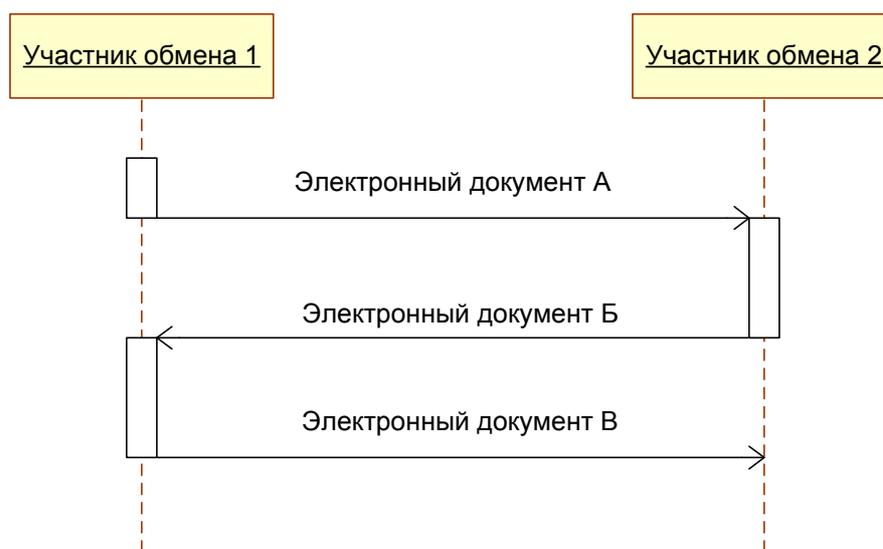 Участник обмена 1
Участник обмена 2
Электронный документ А
Электронный документ Б
Электронный документ В